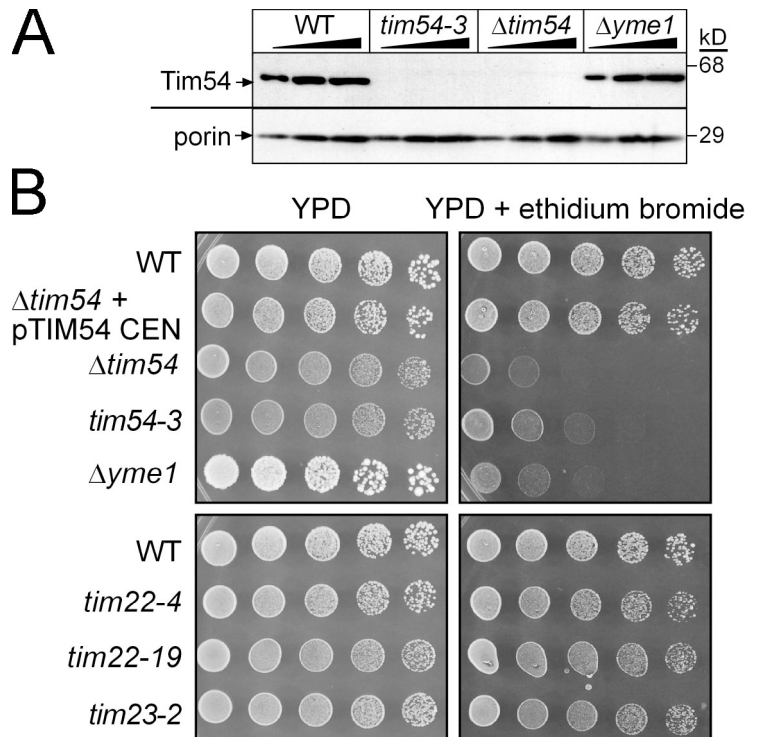 A
WT tim54-3 Δtim54 Δyme1 kD
Tim54 68
porin 29
B
YPD YPD + ethidium bromide
WT
Δtim54 +
pTIM54 CEN
Δtim54
tim54-3
Δyme1
WT
tim22-4
tim22-19
tim23-2